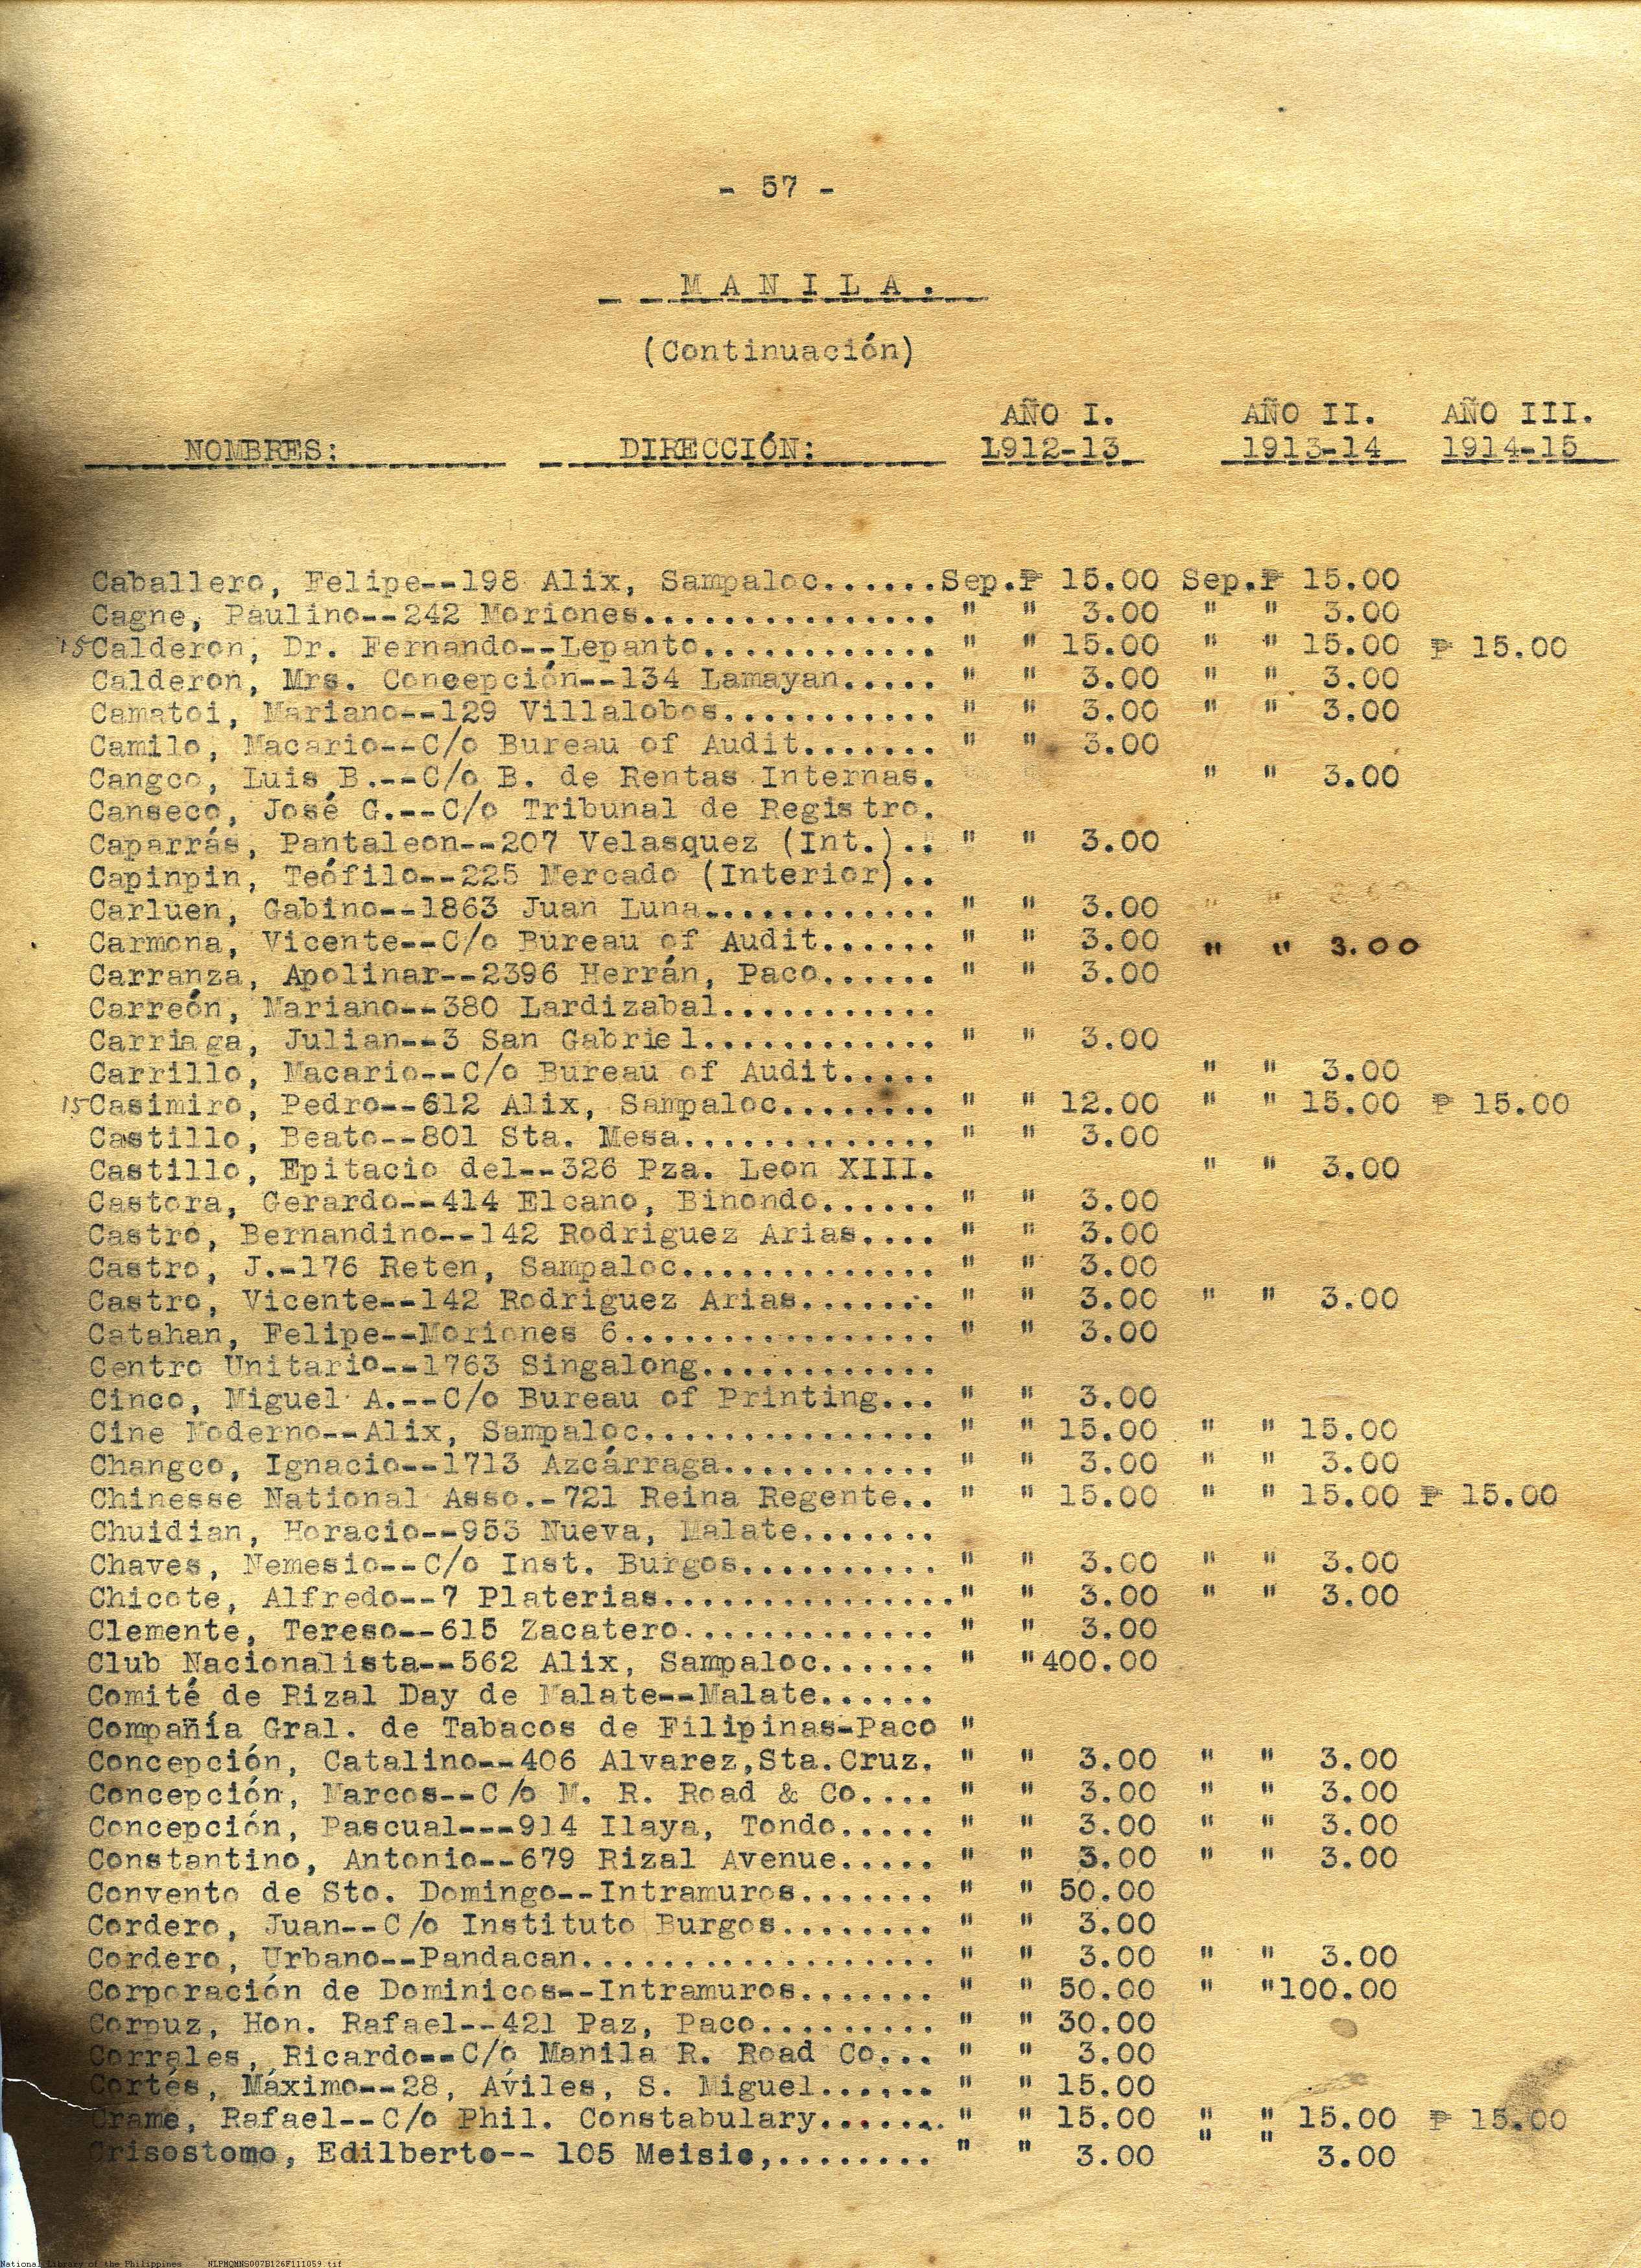 - 57 -
M A N I L A .
(Continuación)
AÑO I. AÑO II. AÑO III.
NOMBRES: DIRECCIÓN: 1912-13 1913-14 1914-15
Caballero, Felipe--198 Alix, Sampaloc......Sep.₱ 15.00 Sep.₱ 15.00
Cagne, Paulino--242 Moriones............... " " 3.00 " " 3.00
15Calderon, Dr. Fernando--Lepanto............ " " 15.00 " " 15.00 ₱ 15.00
Calderon, Mrs. Concepción--134 Lamayan..... " " 3.00 " " 3.00
Camatoi, Mariano--129 Villalobos........... " " 3.00 " " 3.00
Camilo, Macario--C/o Bureau of Audit....... " " 3.00
Cangco, Luis B.--C/o B. de Rentas Internas. " " 3.00
Canseco, José G.--C/o Tribunal de Registro.
Caparrás, Pantaleon--207 Velasquez (Int.).. " " 3.00
Capinpin, Teófilo--225 Mercado (Interior)..
Carluen, Gabino--1863 Juan Luna............ " " 3.00 " " 3.00
Carmona, Vicente--C/o Bureau of Audit...... " " 3.00 " " 3.00
Carranza, Apolinar--2396 Herrán, Paco...... " " 3.00
Carreón, Mariano--380 Lardizabal...........
Carriaga, Julian--3 San Gabriel............ " " 3.00
Carrillo, Macario--C/o Bureau of Audit..... " " 3.00
15Casimiro, Pedro--612 Alix, Sampaloc........ " " 12.00 " " 15.00 ₱ 15.00
Castillo, Beato--801 Sta. Mesa............. " " 3.00
Castillo, Epitacio del--326 Pza. Leon XIII. " " 3.00
Castora, Gerardo--414 Elcano, Binondo...... " " 3.00
Castro, Bernandino--142 Rodriguez Arias.... " " 3.00
Castro, J.-176 Reten, Sampaloc............. " " 3.00
Castro, Vicente--142 Rodriguez Arias....... " " 3.00 " " 3.00
Catahan, Felipe--Moriones 6................ " " 3.00
Centro Unitario--1763 Singalong............
Cinco, Miguel A.--C/o Bureau of Printing... " " 3.00
Cine Moderno--Alix, Sampaloc............... " " 15.00 " " 15.00
Changco, Ignacio--1713 Azcárraga........... " " 3.00 " " 3.00
Chinesse National Asso.-721 Reina Regente.. " " 15.00 " " 15.00 ₱ 15.00
Chuidian, Horacio--953 Nueva, Malate.......
Chaves, Nemesio--C/o Inst. Burgos.......... " " 3.00 " " 3.00
Chicote, Alfredo--7 Platerias..............." " 3.00 " " 3.00
Clemente, Tereso--615 Zacatero............. " " 3.00
Club Nacionalista--562 Alix, Sampaloc...... " "400.00
Comité de Rizal Day de Malate--Malate......
Compañía Gral. de Tabacos de Filipinas-Paco "
Concepción, Catalino--406 Alvarez,Sta.Cruz. " " 3.00 " " 3.00
Concepción, Marcos--C/o M. R. Road & Co.... " " 3.00 " " 3.00
Concepción, Pascual---914 Ilaya, Tondo..... " " 3.00 " " 3.00
Constantino, Antonio--679 Rizal Avenue..... " " 3.00 " " 3.00
Convento de Sto. Domingo--Intramuros....... " " 50.00
Cordero, Juan--C/o Instituto Burgos........ " " 3.00
Cordero, Urbano--Pandacan.................. " " 3.00 " " 3.00
Corporación de Dominicos--Intramuros....... " " 50.00 " "100.00
Corpuz, Hon. Rafael--421 Paz, Paco......... " " 30.00
Corrales, Ricardo--C/o Manila R. Road Co... " " 3.00
Cortés, Máximo--28, Aviles, S. Miguel...... " " 15.00
Crame, Rafael--C/o Phil. Constabulary......." " 15.00 " " 15.00 ₱ 15.00
Crisostomo, Edilberto-- 105 Meisic,........ " " 3.00 " " 3.00
National Library of the Philippines NLPMQMNS007B126F111059.tif